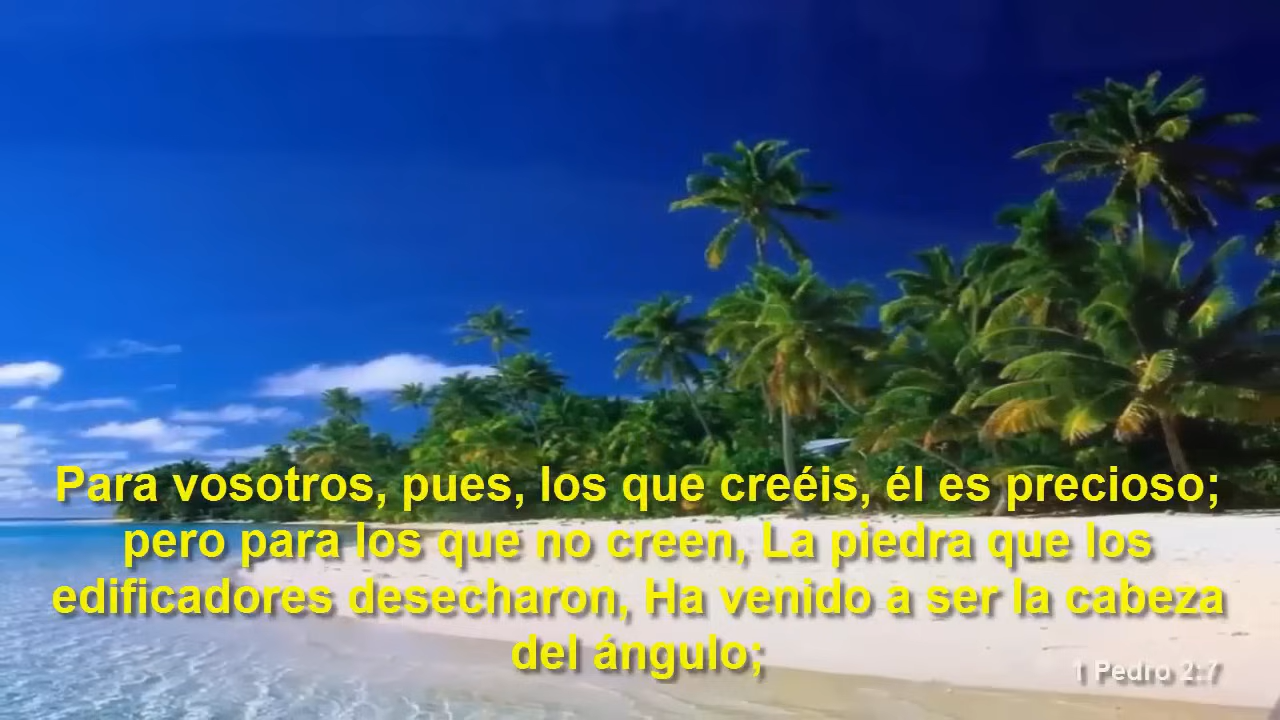 Para vosotros, pues, los que creéis, él es precioso;
pero para los que no creen, La piedra que los
edificadores desecharon, Ha venido a ser la cabeza
del ángulo;
1 Pedro 2:7